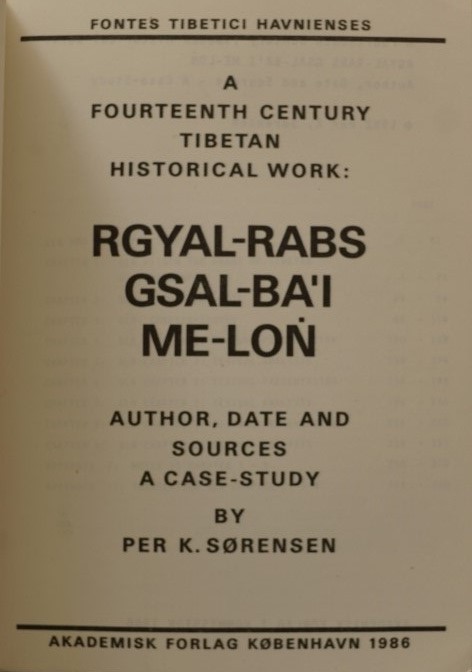 FONTES TIBETICI HAVNIENSES
A
FOURTEENTH CENTURY
TIBETAN
HISTORICAL WORK:
RGYAL-RABS
GSAL-BA'I
ME-LOṄ
AUTHOR, DATE AND
SOURCES
A CASE-STUDY
BY
PER K. SØRENSEN
AKADEMISK FORLAG KØBENHAVN 1986